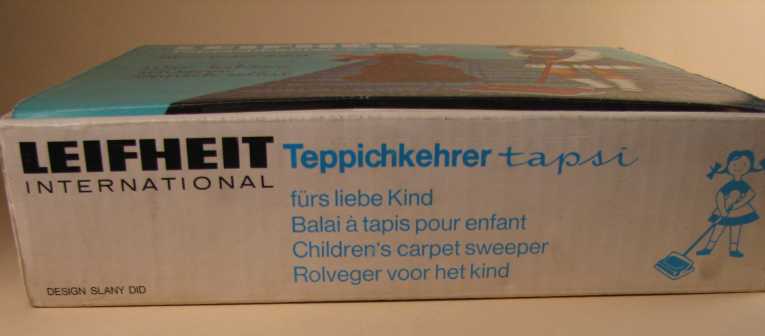 LEIFHEIT
LEIFHEIT
INTERNATIONAL
Teppichkehrer tapsi
fürs liebe Kind
Balai à tapis pour enfant
Children's carpet sweeper
Rolveger voor het kind
DESIGN SLANY DID